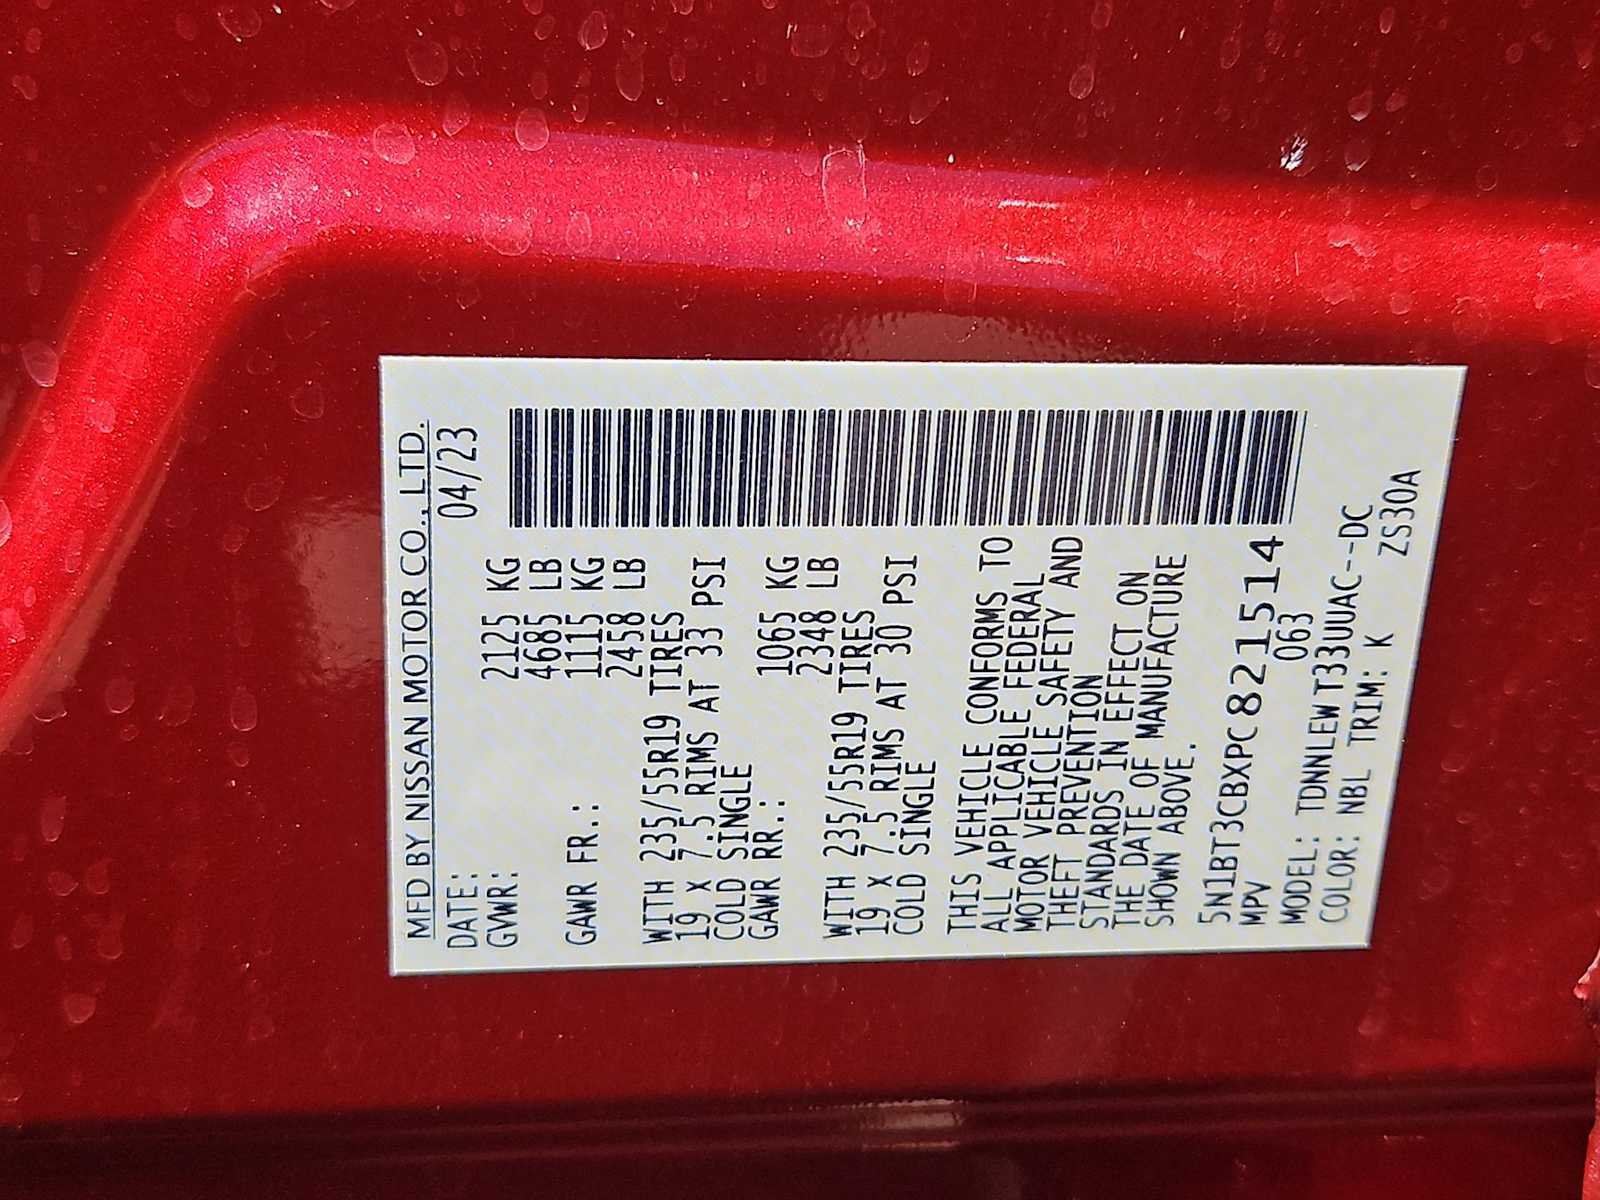 MFD BY NISSAN MOTOR CO., LTD.
DATE: 04/23
GVWR: 2125 KG
4685 LB
GAWR FR.: 1115 KG
2458 LB
WITH 235/55R19 TIRES
19 X 7.5 RIMS AT 33 PSI
COLD SINGLE
GAWR RR.: 1065 KG
2348 LB
WITH 235/55R19 TIRES
19 X 7.5 RIMS AT 30 PSI
COLD SINGLE
THIS VEHICLE CONFORMS TO
ALL APPLICABLE FEDERAL
MOTOR VEHICLE SAFETY AND
THEFT PREVENTION
STANDARDS IN EFFECT ON
THE DATE OF MANUFACTURE
SHOWN ABOVE.
5N1BT3CBXPC821514
MPV 063
MODEL: TDNNLEWT33UUAC--DC
COLOR: NBL TRIM: K ZS30A